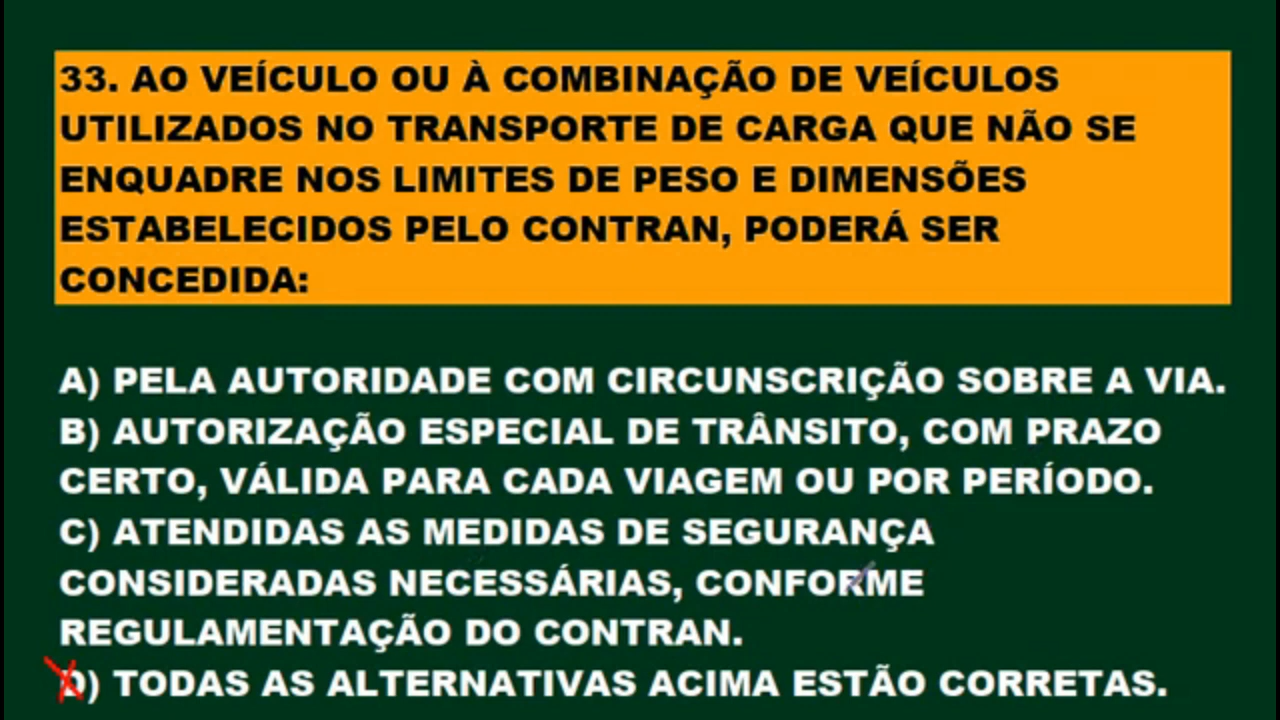 33. AO VEÍCULO OU À COMBINAÇÃO DE VEÍCULOS
UTILIZADOS NO TRANSPORTE DE CARGA QUE NÃO SE
ENQUADRE NOS LIMITES DE PESO E DIMENSÕES
ESTABELECIDOS PELO CONTRAN, PODERÁ SER
CONCEDIDA:
A) PELA AUTORIDADE COM CIRCUNSCRIÇÃO SOBRE A VIA.
B) AUTORIZAÇÃO ESPECIAL DE TRÂNSITO, COM PRAZO
CERTO, VÁLIDA PARA CADA VIAGEM OU POR PERÍODO.
C) ATENDIDAS AS MEDIDAS DE SEGURANÇA
CONSIDERADAS NECESSÁRIAS, CONFORME
REGULAMENTAÇÃO DO CONTRAN.
D) TODAS AS ALTERNATIVAS ACIMA ESTÃO CORRETAS.